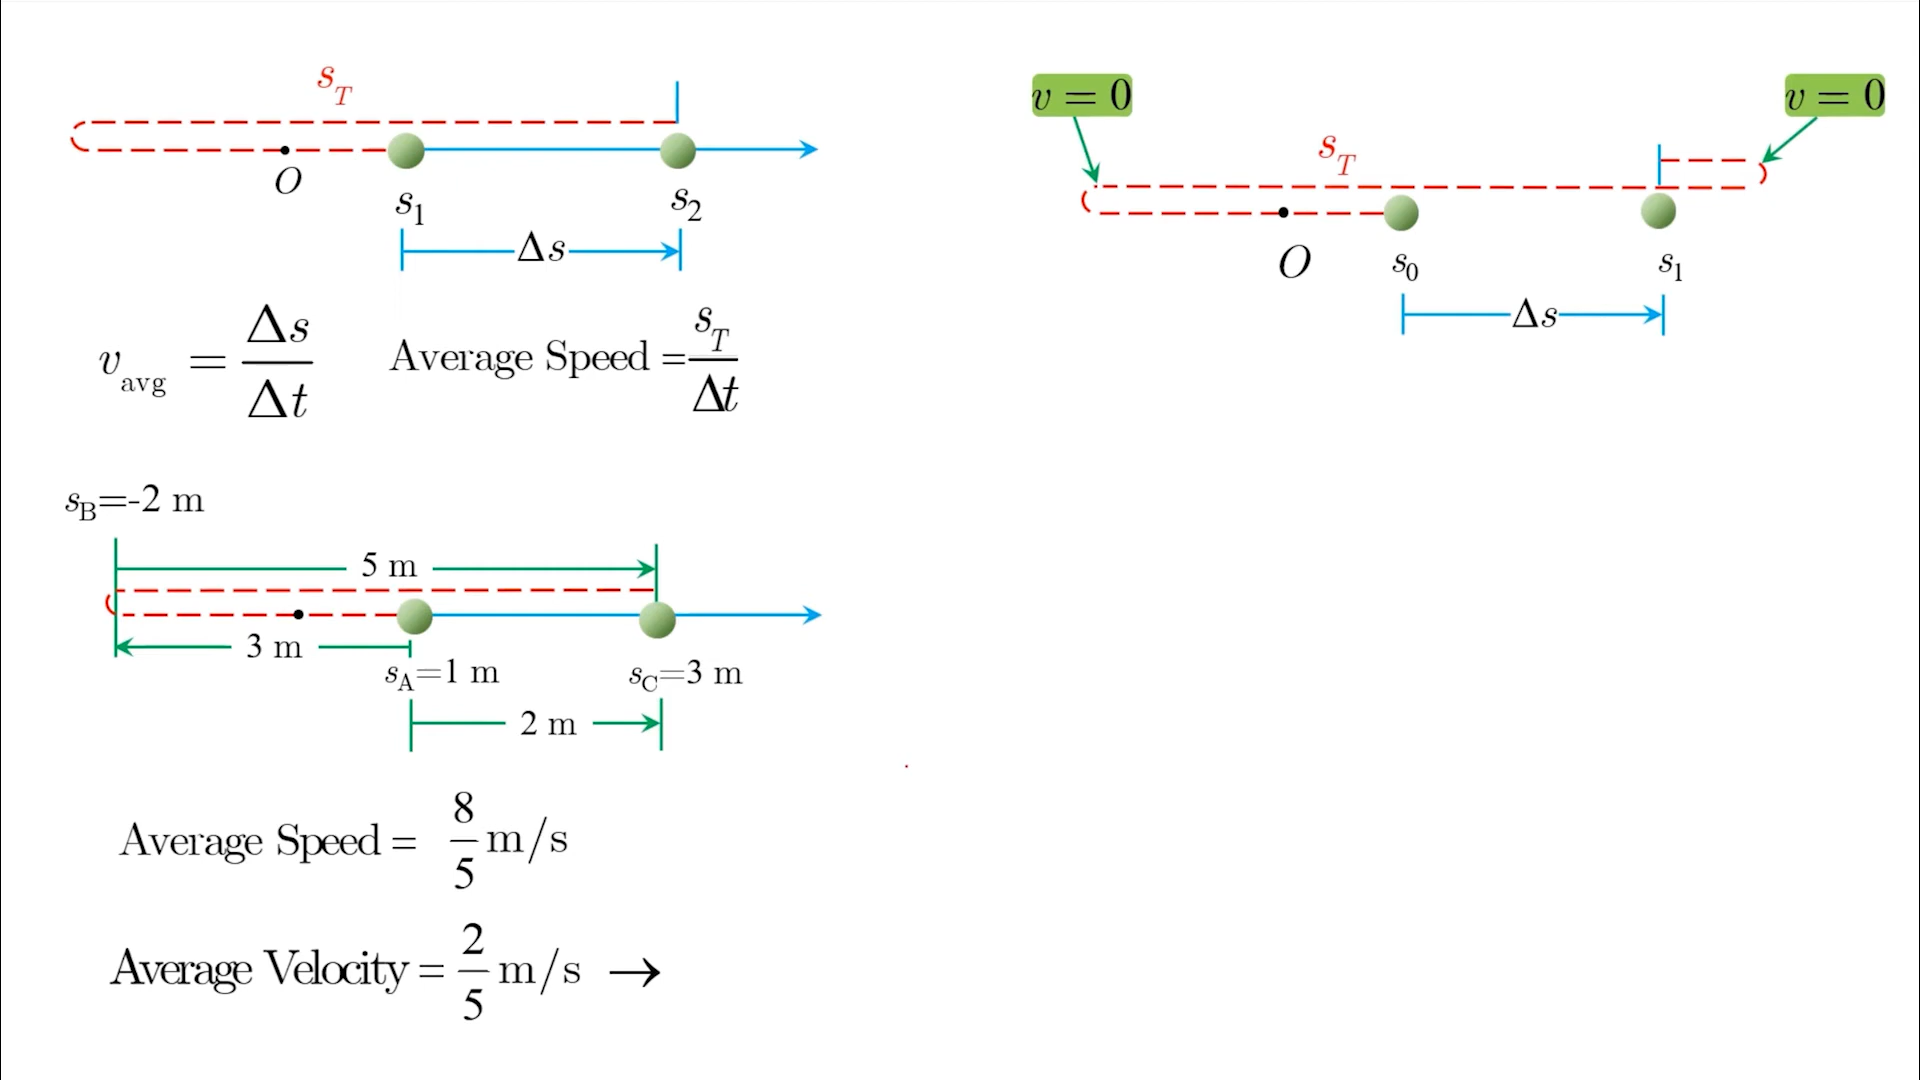 s_T
O
s_1
s_2
Δs
v_avg = Δs/Δt
Average Speed = s_T/Δt
s_B=-2 m
5 m
3 m
s_A=1 m
s_C=3 m
2 m
Average Speed = 8/5 m/s
Average Velocity = 2/5 m/s →
v = 0
v = 0
s_T
O
s_0
s_1
Δs